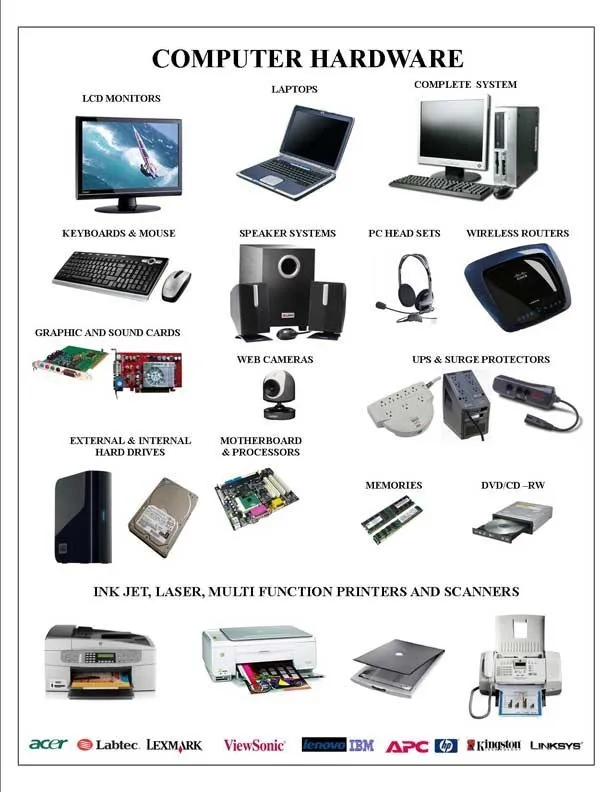 COMPUTER HARDWARE
LCD MONITORS
LAPTOPS
COMPLETE SYSTEM
KEYBOARDS & MOUSE
SPEAKER SYSTEMS
PC HEAD SETS
WIRELESS ROUTERS
GRAPHIC AND SOUND CARDS
WEB CAMERAS
UPS & SURGE PROTECTORS
EXTERNAL & INTERNAL
HARD DRIVES
MOTHERBOARD
& PROCESSORS
MEMORIES
DVD/CD –RW
INK JET, LASER, MULTI FUNCTION PRINTERS AND SCANNERS
acer
Labtec.
LEXMARK
ViewSonic
lenovo
IBM
APC
hp
Kingston
LINKSYS